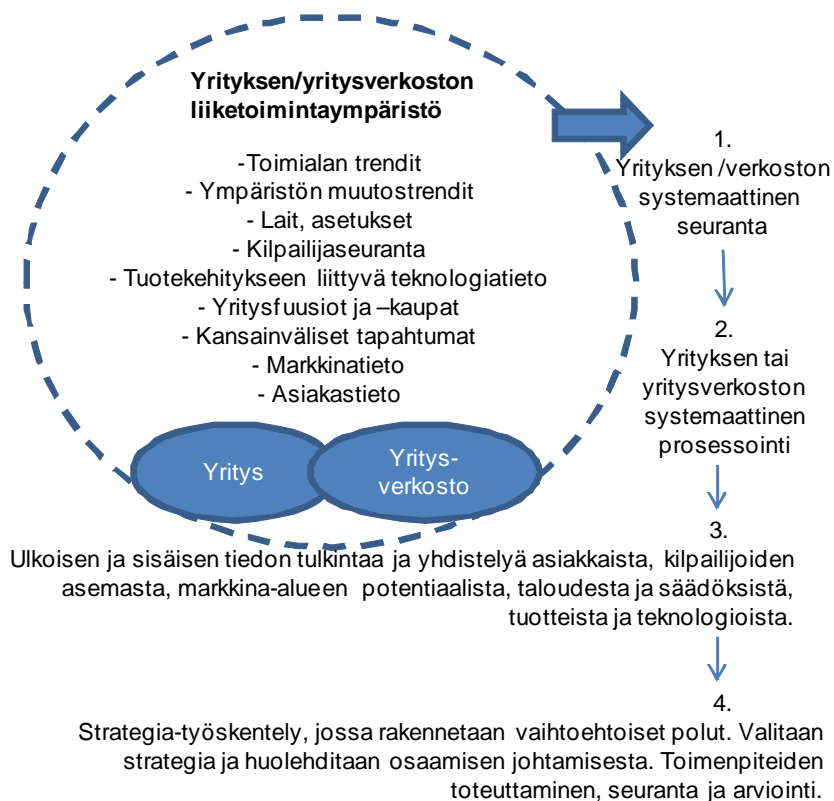 Yrityksen/yritysverkoston
liiketoimintaympäristö
-Toimialan trendit
- Ympäristön muutostrendit
- Lait, asetukset
- Kilpailijaseuranta
- Tuotekehitykseen liittyvä teknologiatieto
- Yritysfuusiot ja –kaupat
- Kansainväliset tapahtumat
- Markkinatieto
- Asiakastieto
Yritys
Yritys-
verkosto
1.
Yrityksen /verkoston
systemaattinen
seuranta
2.
Yrityksen tai
yritysverkoston
systemaattinen
prosessointi
3.
Ulkoisen ja sisäisen tiedon tulkintaa ja yhdistelyä asiakkaista, kilpailijoiden
asemasta, markkina-alueen potentiaalista, taloudesta ja säädöksistä,
tuotteista ja teknologioista.
4.
Strategia-työskentely, jossa rakennetaan vaihtoehtoiset polut. Valitaan
strategia ja huolehditaan osaamisen johtamisesta. Toimenpiteiden
toteuttaminen, seuranta ja arviointi.